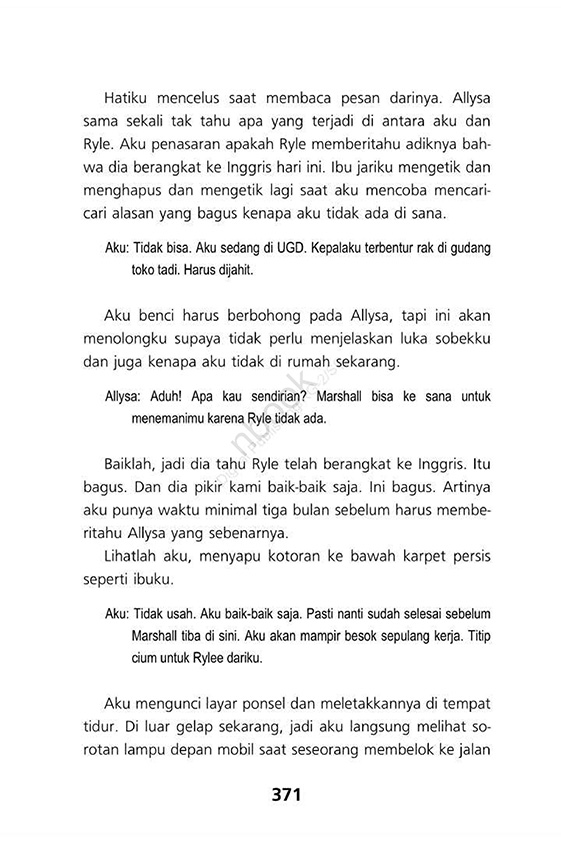 Hatiku mencelus saat membaca pesan darinya. Allysa
sama sekali tak tahu apa yang terjadi di antara aku dan
Ryle. Aku penasaran apakah Ryle memberitahu adiknya bah-
wa dia berangkat ke Inggris hari ini. Ibu jariku mengetik dan
menghapus dan mengetik lagi saat aku mencoba mencari-
cari alasan yang bagus kenapa aku tidak ada di sana.
Aku: Tidak bisa. Aku sedang di UGD. Kepalaku terbentur rak di gudang
toko tadi. Harus dijahit.
Aku benci harus berbohong pada Allysa, tapi ini akan
menolongku supaya tidak perlu menjelaskan luka sobekku
dan juga kenapa aku tidak di rumah sekarang.
Allysa: Aduh! Apa kau sendirian? Marshall bisa ke sana untuk
menemanimu karena Ryle tidak ada.
Baiklah, jadi dia tahu Ryle telah berangkat ke Inggris. Itu
bagus. Dan dia pikir kami baik-baik saja. Ini bagus. Artinya
aku punya waktu minimal tiga bulan sebelum harus membe-
ritahu Allysa yang sebenarnya.
Lihatlah aku, menyapu kotoran ke bawah karpet persis
seperti ibuku.
Aku: Tidak usah. Aku baik-baik saja. Pasti nanti sudah selesai sebelum
Marshall tiba di sini. Aku akan mampir besok sepulang kerja. Titip
cium untuk Rylee dariku.
Aku mengunci layar ponsel dan meletakkannya di tempat
tidur. Di luar gelap sekarang, jadi aku langsung melihat so-
rotan lampu depan mobil saat seseorang membelok ke jalan
371